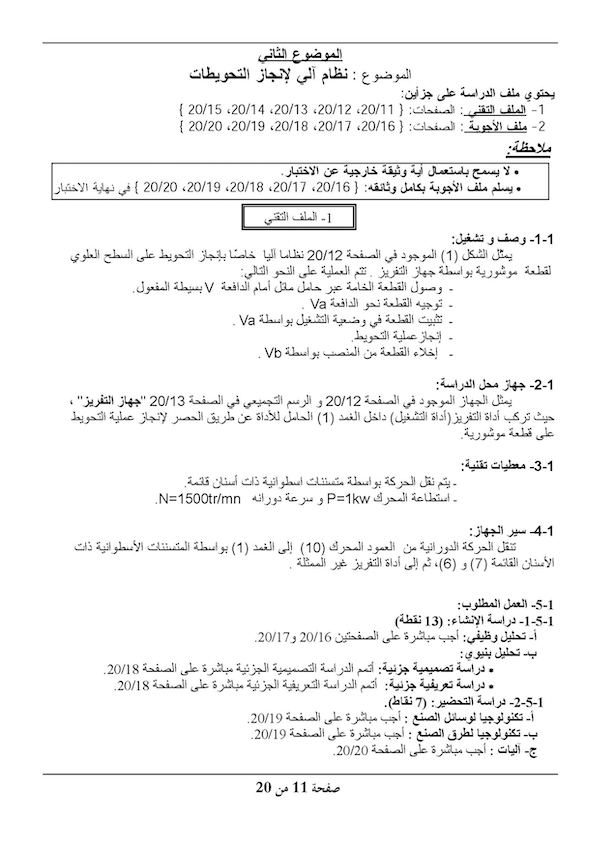 الموضوع الثاني
الموضوع : نظام آلي لإنجاز التحويطات
يحتوي ملف الدراسة على جزأين:
1- الملف التقني : الصفحات: { 20/11، 20/12، 20/13، 20/14، 20/15 }
2- ملف الأجوبة : الصفحات: { 20/16، 20/17، 20/18، 20/19، 20/20 }
ملاحظة:
• لا يسمح باستعمال أية وثيقة خارجية عن الاختبار.
• يسلم ملف الأجوبة بكامل وثائقه: { 20/16، 20/17، 20/18، 20/19، 20/20 } في نهاية الاختبار
1- الملف التقني
1-1- وصف و تشغيل:
يمثل الشكل (1) الموجود في الصفحة 20/12 نظاما آليا خاصّا بإنجاز التحويط على السطح العلوي
لقطعة موشورية بواسطة جهاز التفريز . تتم العملية على النحو التالي:
- وصول القطعة الخامة عبر حامل مائل أمام الدافعة V بسيطة المفعول.
- توجيه القطعة نحو الدافعة Va .
- تثبيت القطعة في وضعية التشغيل بواسطة Va .
- إنجاز عملية التحويط.
- إخلاء القطعة من المنصب بواسطة Vb .
1-2- جهاز محل الدراسة:
يمثل الجهاز الموجود في الصفحة 20/12 و الرسم التجميعي في الصفحة 20/13 "جهاز التفريز" ،
حيث تركب أداة التفريز(أداة التشغيل) داخل الغمد (1) الحامل للأداة عن طريق الحصر لإنجاز عملية التحويط
على قطعة موشورية.
1-3- معطيات تقنية:
- يتم نقل الحركة بواسطة متسننات اسطوانية ذات أسنان قائمة.
- استطاعة المحرك P=1kw و سرعة دورانه N=1500tr/mn.
1-4- سير الجهاز:
تنقل الحركة الدورانية من العمود المحرك (10) إلى الغمد (1) بواسطة المتسننات الأسطوانية ذات
الأسنان القائمة (7) و (6)، ثم إلى أداة التفريز غير الممثلة .
1-5- العمل المطلوب:
1-5-1- دراسة الإنشاء: (13 نقطة)
أ- تحليل وظيفي: أجب مباشرة على الصفحتين 20/16 و20/17.
ب- تحليل بنيوي:
• دراسة تصميمية جزئية: أتمم الدراسة التصميمية الجزئية مباشرة على الصفحة 20/18.
• دراسة تعريفية جزئية: أتمم الدراسة التعريفية الجزئية مباشرة على الصفحة 20/18.
1-5-2- دراسة التحضير: (7 نقاط).
أ- تكنولوجيا لوسائل الصنع : أجب مباشرة على الصفحة 20/19.
ب- تكنولوجيا لطرق الصنع : أجب مباشرة على الصفحة 20/19.
ج- آليات : أجب مباشرة على الصفحة 20/20.
صفحة 11 من 20